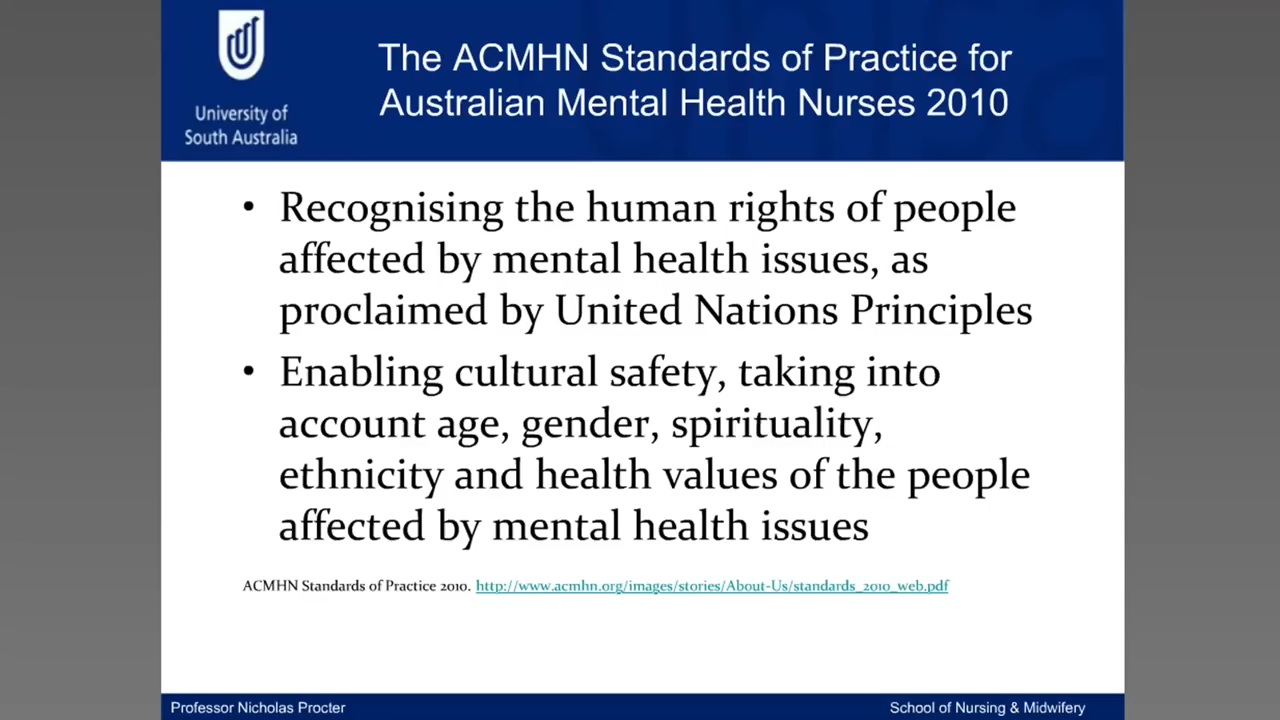 University of
South Australia
The ACMHN Standards of Practice for
Australian Mental Health Nurses 2010
• Recognising the human rights of people
affected by mental health issues, as
proclaimed by United Nations Principles
• Enabling cultural safety, taking into
account age, gender, spirituality,
ethnicity and health values of the people
affected by mental health issues
ACMHN Standards of Practice 2010. http://www.acmhn.org/images/stories/About-Us/standards_2010_web.pdf
Professor Nicholas Procter
School of Nursing & Midwifery